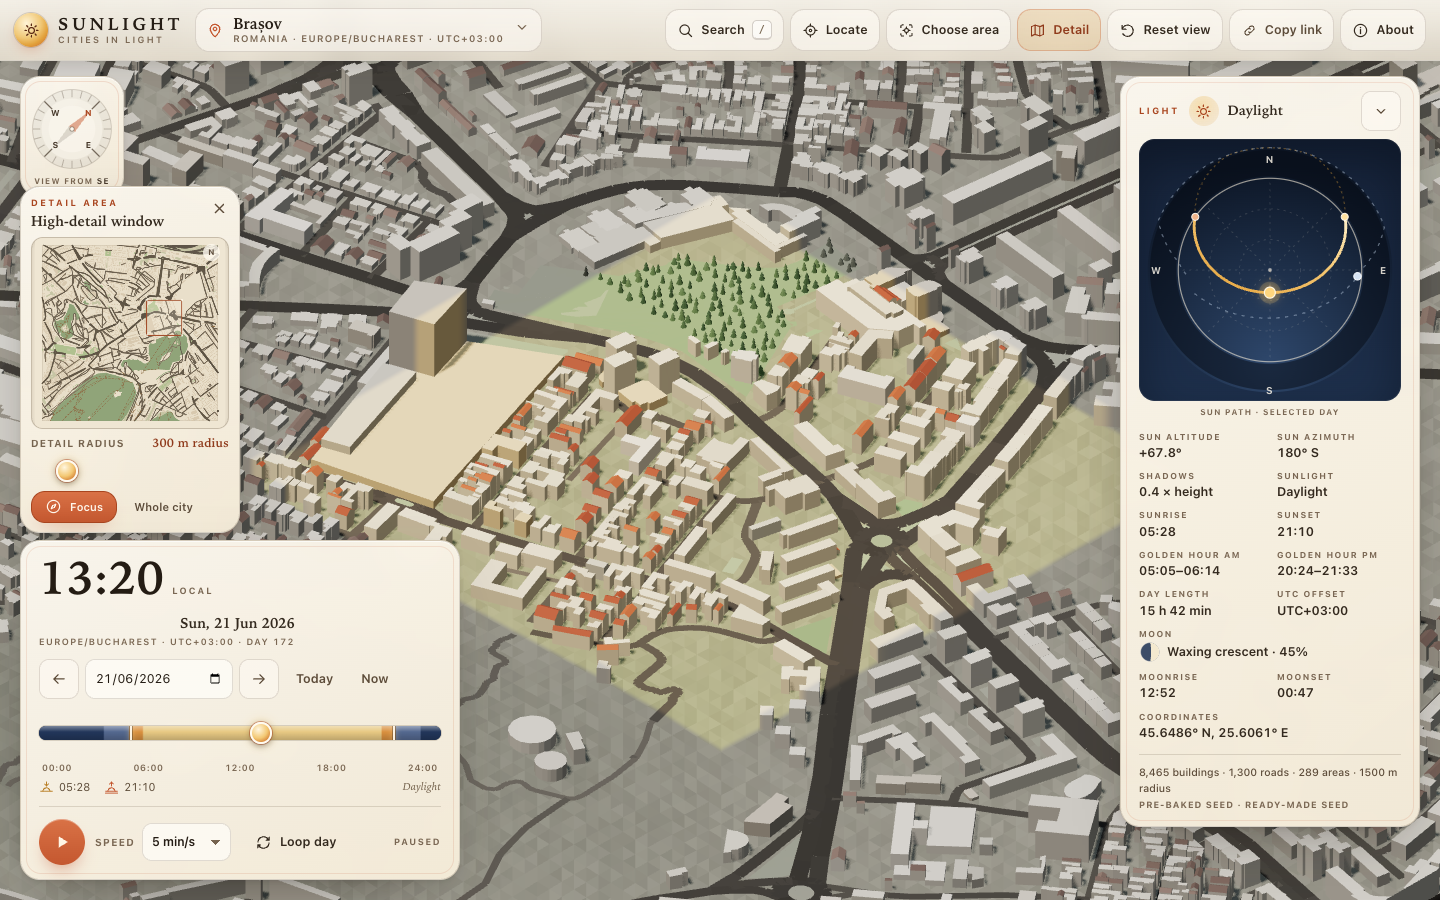 SUNLIGHT
CITIES IN LIGHT
Brașov
ROMÂNIA · EUROPE/BUCHAREST · UTC+03:00
Search /
Locate
Choose area
Detail
Reset view
Copy link
About
N
W
S
E
VIEW FROM SE
DETAIL AREA
High-detail window
N
DETAIL RADIUS
300 m radius
Focus
Whole city
13:20 LOCAL
Sun, 21 Jun 2026
EUROPE/BUCHAREST · UTC+03:00 · DAY 172
21/06/2026
Today
Now
00:00 06:00 12:00 18:00 24:00
05:28 21:10 Daylight
SPEED 5 min/s Loop day PAUSED
LIGHT Daylight
N
W
E
S
SUN PATH · SELECTED DAY
SUN ALTITUDE
+67.8°
SUN AZIMUTH
180° S
SHADOWS
0.4 × height
SUNLIGHT
Daylight
SUNRISE
05:28
SUNSET
21:10
GOLDEN HOUR AM
05:05–06:14
GOLDEN HOUR PM
20:24–21:33
DAY LENGTH
15 h 42 min
UTC OFFSET
UTC+03:00
MOON
Waxing crescent · 45%
MOONRISE
12:52
MOONSET
00:47
COORDINATES
45.6486° N, 25.6061° E
8,465 buildings · 1,300 roads · 289 areas · 1500 m
radius
PRE-BAKED SEED · READY-MADE SEED